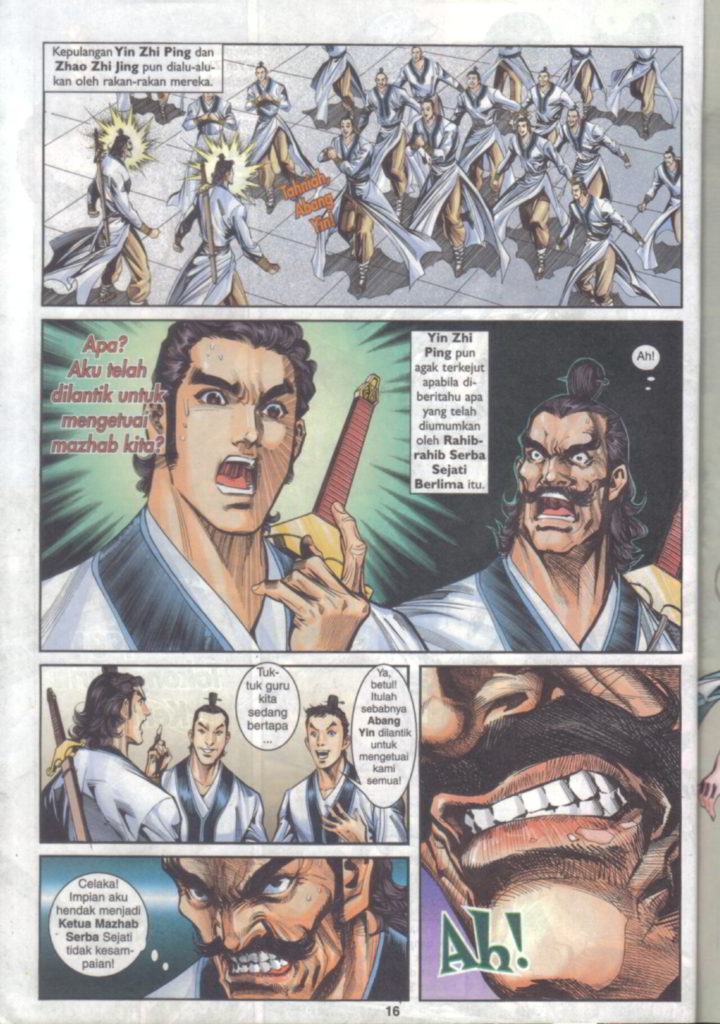 Kepulangan Yin Zhi Ping dan
Zhao Zhi Jing pun dialu-alu-
kan oleh rakan-rakan mereka.
Tahniah,
Abang
Yin!
Apa?
Aku telah
dilantik untuk
mengetuai
mazhab kita?
Yin Zhi
Ping pun
agak terkejut
apabila di-
beritahu apa
yang telah
diumumkan
oleh Rahib-
rahib Serba
Sejati
Berlima itu.
Ah!
Tuk-
tuk guru
kita
sedang
bertapa
...
Ya,
betul!
Itulah
sebabnya
Abang
Yin dilantik
untuk
mengetuai
kami
semua!
Ah!
Celaka!
Impian aku
hendak menjadi
Ketua Mazhab
Serba Sejati
tidak kesam-
paian!
16